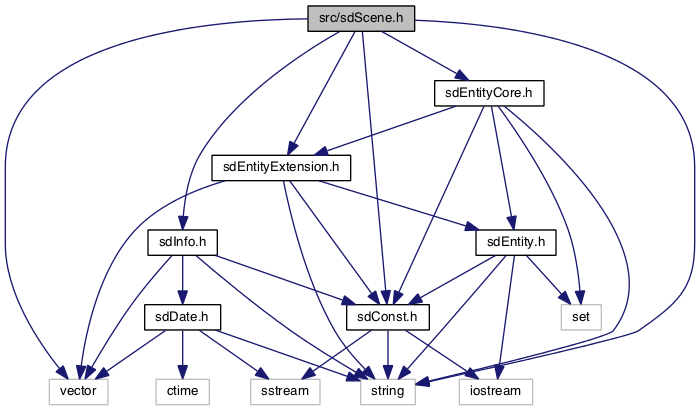 src/sdScene.h
sdEntityCore.h
sdEntityExtension.h
sdInfo.h
sdEntity.h
sdDate.h
sdConst.h
set
vector
ctime
sstream
string
iostream